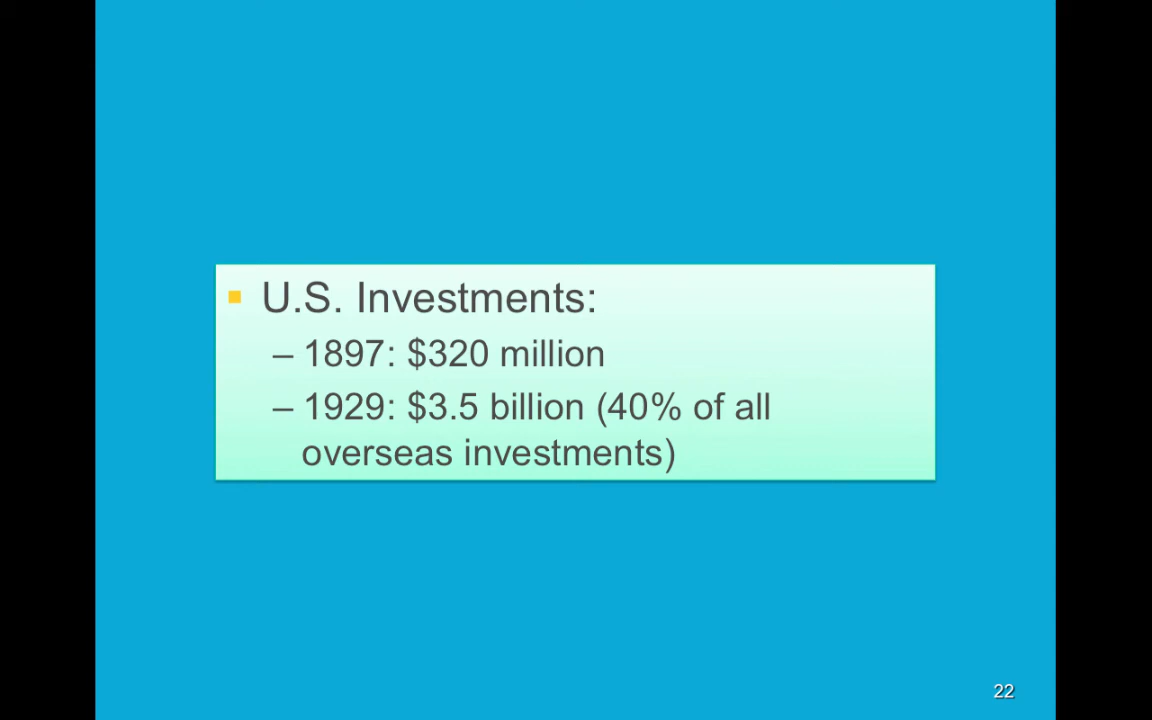 ▪ U.S. Investments:
– 1897: $320 million
– 1929: $3.5 billion (40% of all
overseas investments)
22